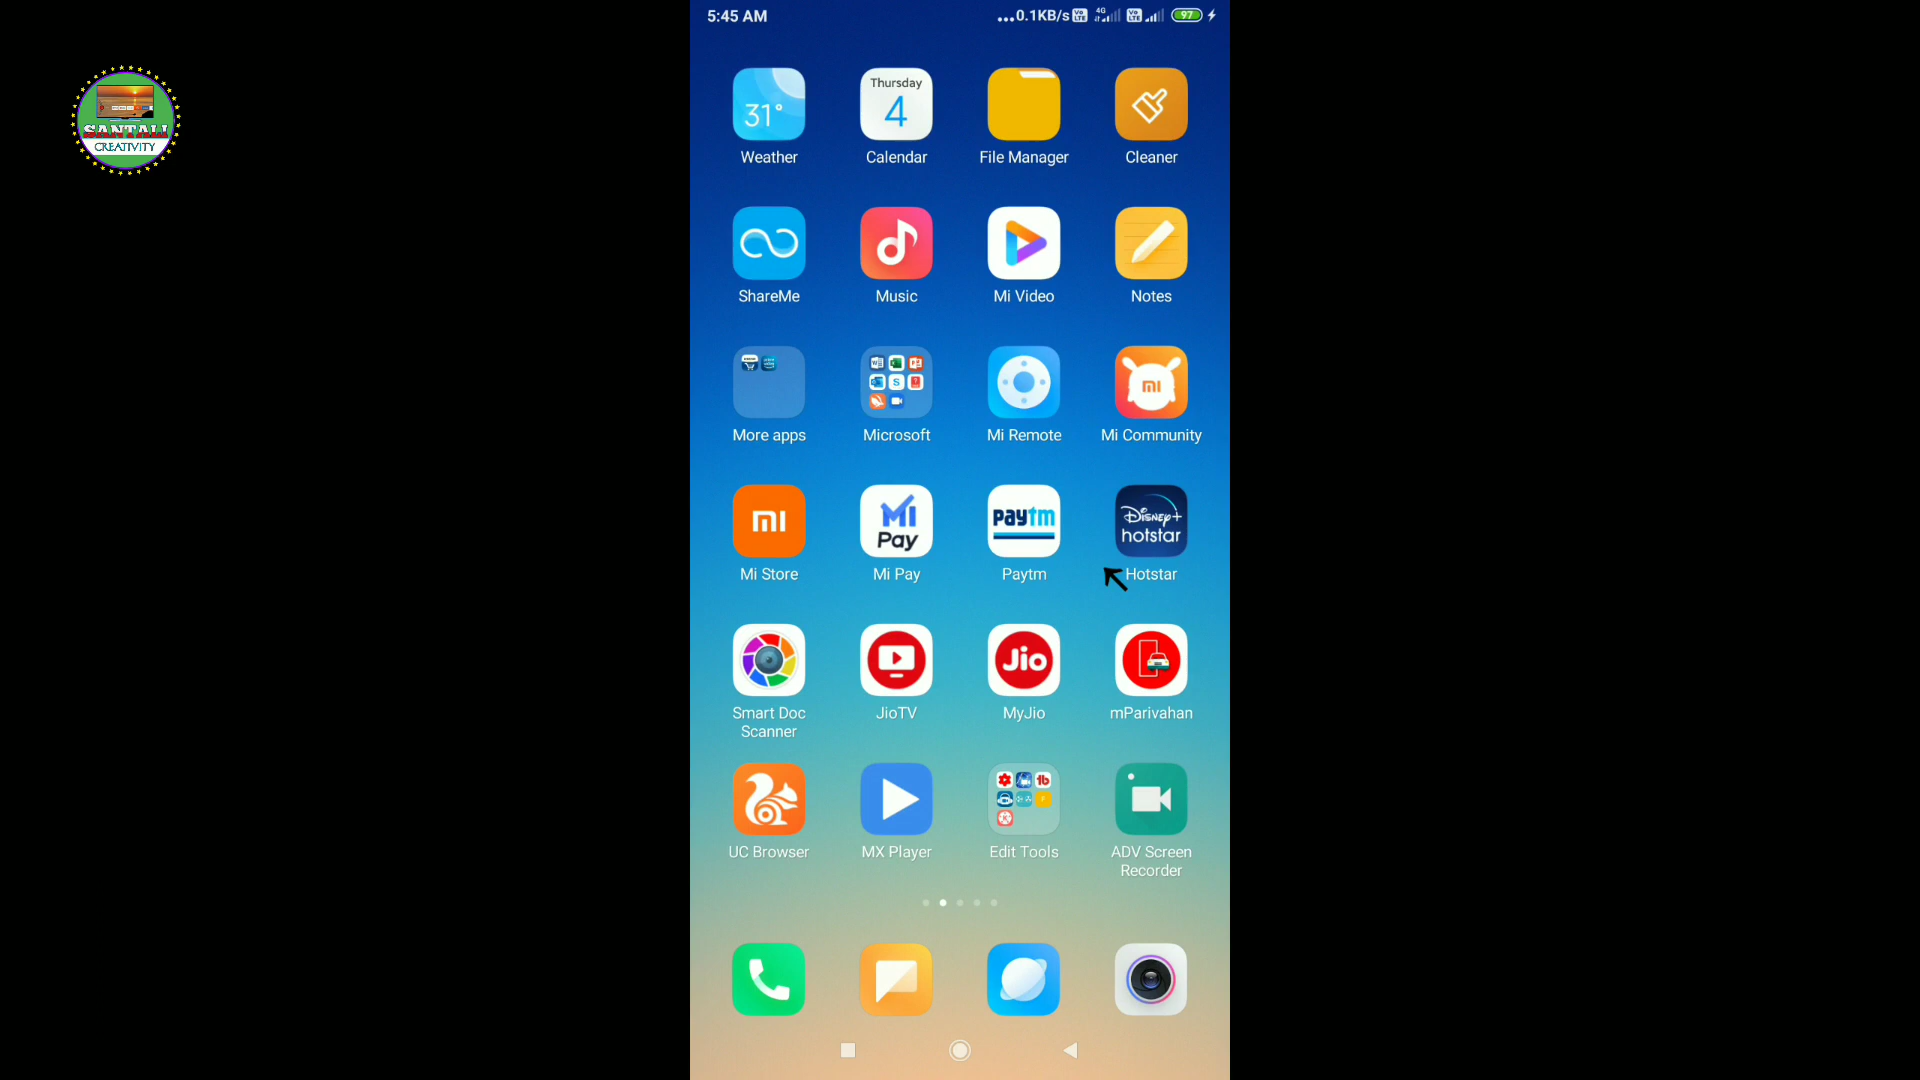 5:45 AM
...0.1KB/s
4G
97
SANTALI
CREATIVITY
31°
Thursday
4
Weather
Calendar
File Manager
Cleaner
ShareMe
Music
Mi Video
Notes
mi
More apps
Microsoft
Mi Remote
Mi Community
mi
MI
Pay
paytm
Disney+
hotstar
Mi Store
Mi Pay
Paytm
Hotstar
Jio
Smart Doc
Scanner
JioTV
MyJio
mParivahan
UC Browser
MX Player
Edit Tools
ADV Screen
Recorder